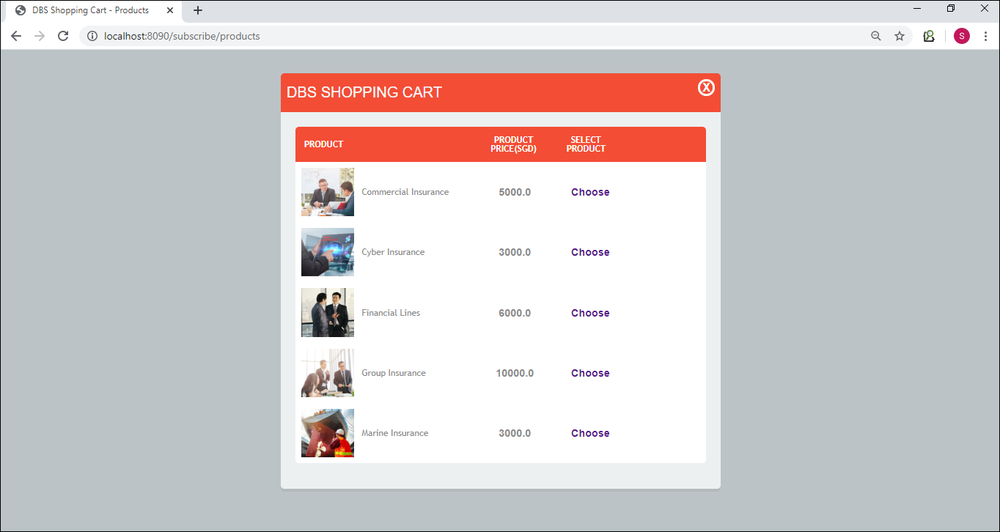 DBS Shopping Cart - Products
localhost:8090/subscribe/products
S
DBS SHOPPING CART
X
PRODUCT
PRODUCT PRICE(SGD)
SELECT PRODUCT
Commercial Insurance 5000.0 Choose
Cyber Insurance 3000.0 Choose
Financial Lines 6000.0 Choose
Group Insurance 10000.0 Choose
Marine Insurance 3000.0 Choose